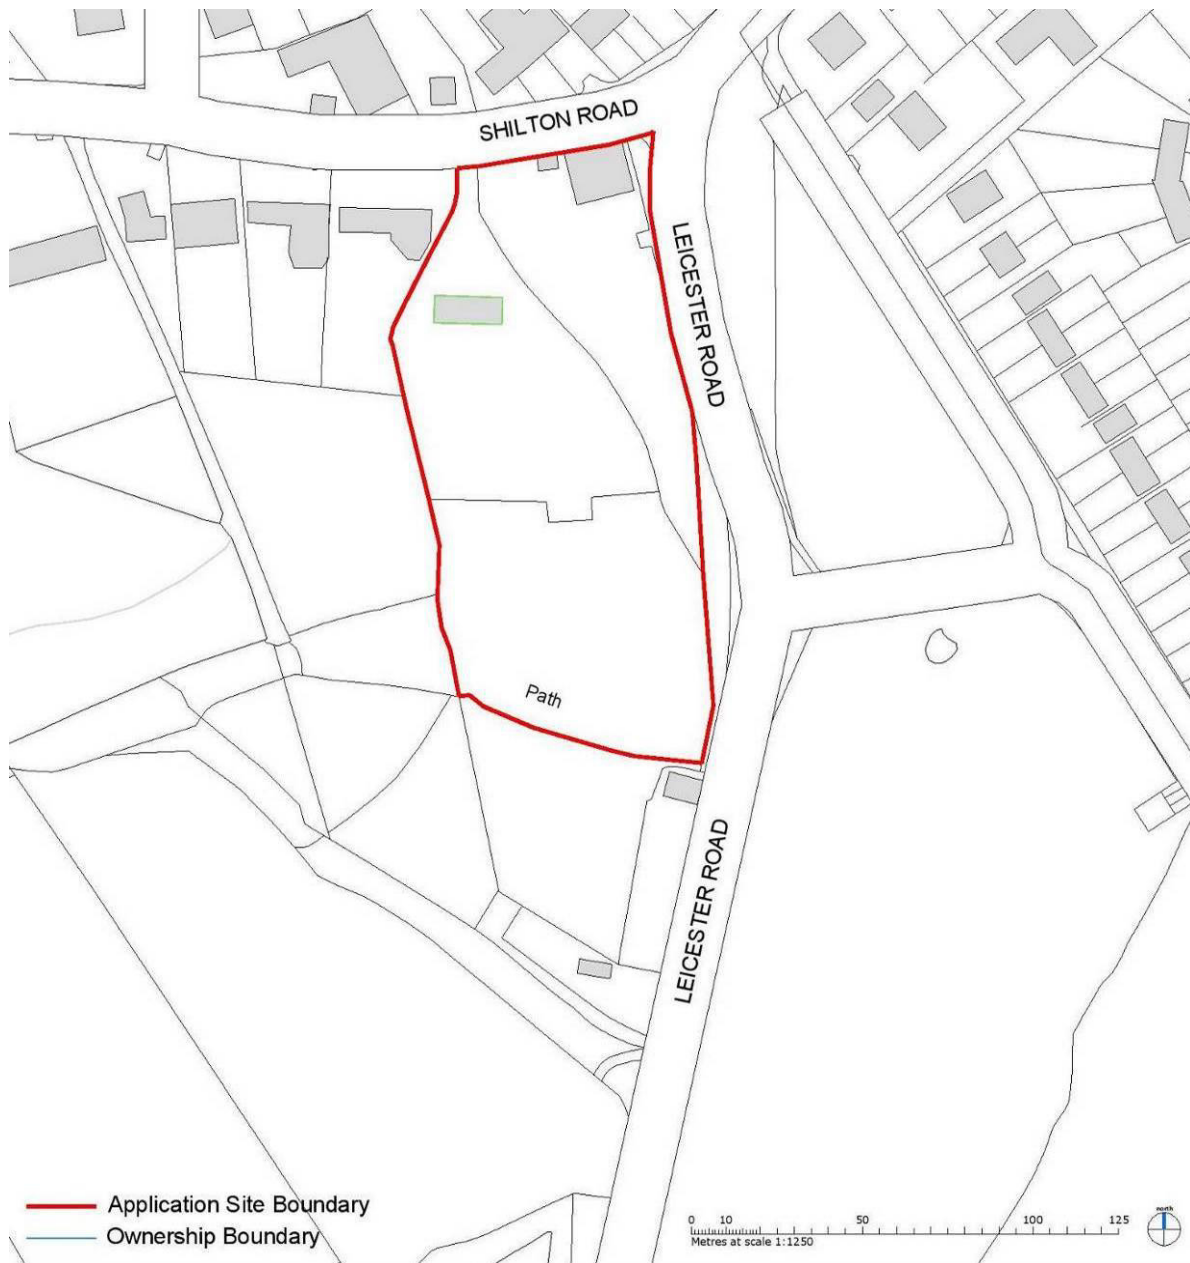 SHILTON ROAD
LEICESTER ROAD
Path
LEICESTER ROAD
Application Site Boundary
Ownership Boundary
0 10 50 100 125
Metres at scale 1:1250
north